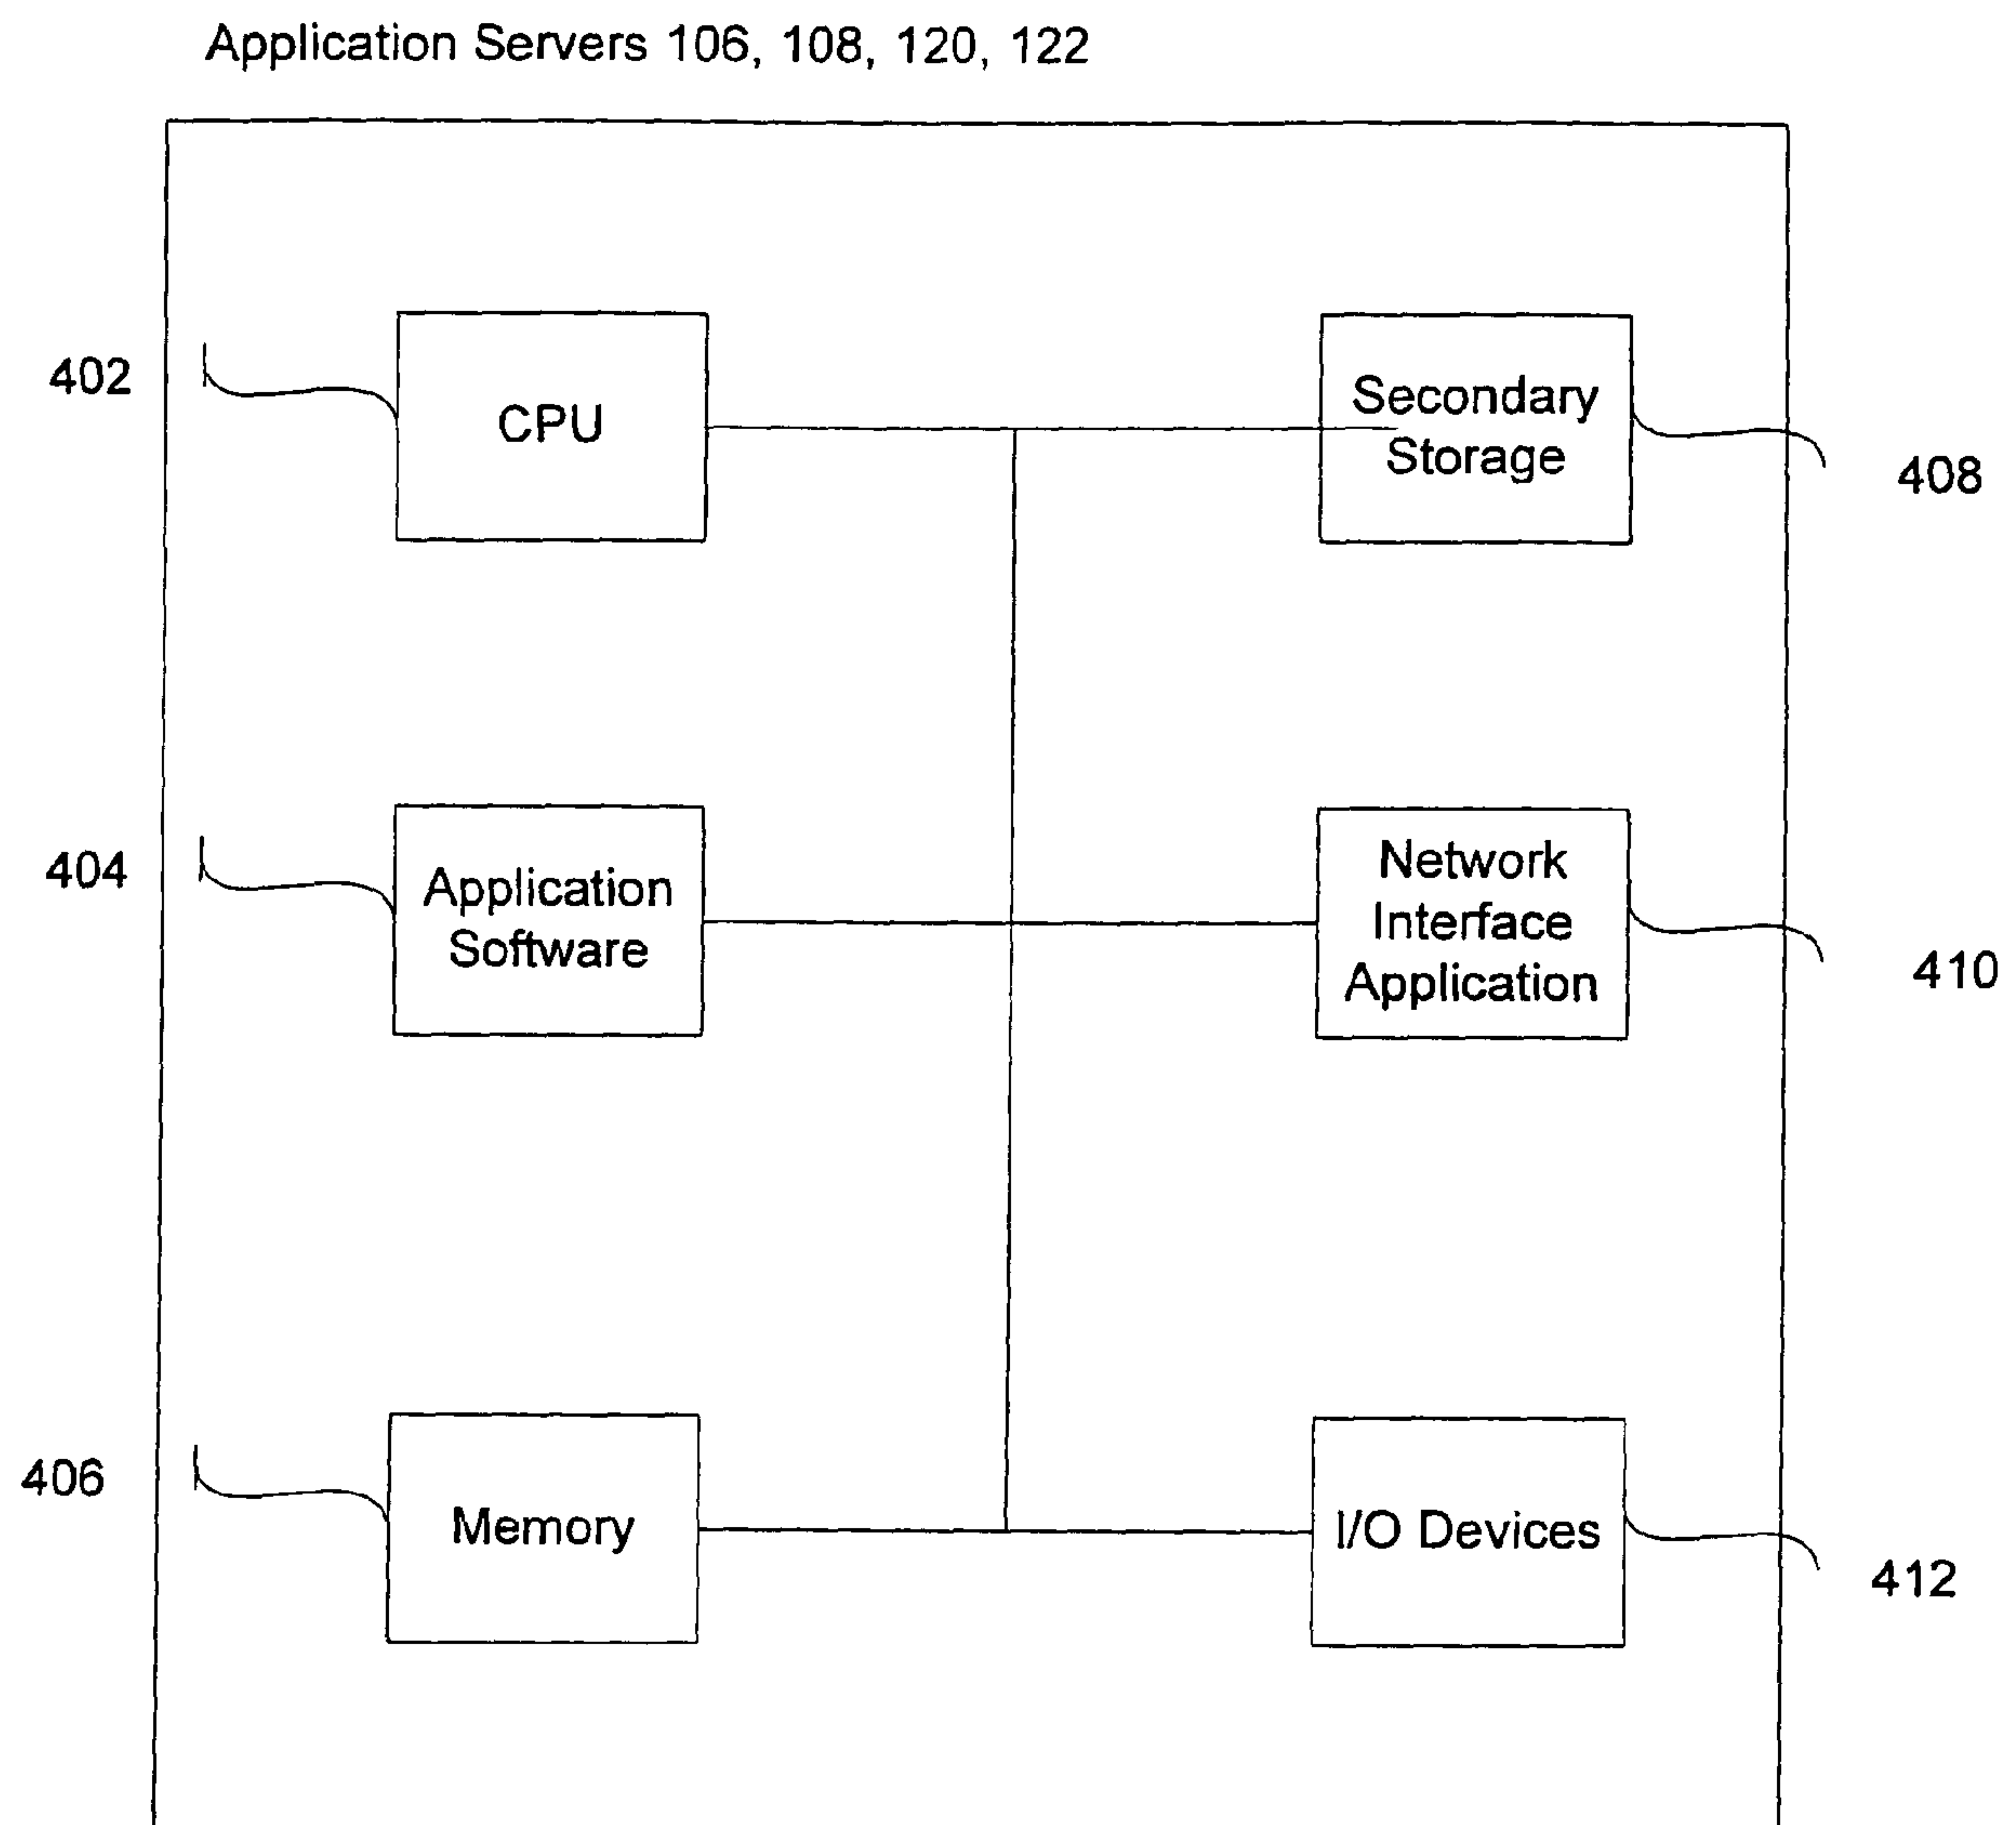 Application Servers 106, 108, 120, 122
402
CPU
Secondary
Storage
408
404
Application
Software
Network
Interface
Application
410
406
Memory
I/O Devices
412